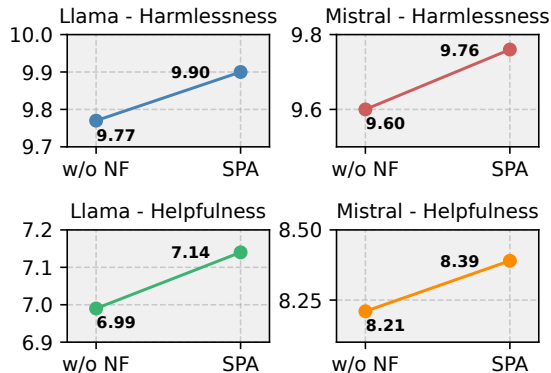 Llama - Harmlessness
10.0
9.9
9.8
9.7
9.90
9.77
w/o NF
SPA
Mistral - Harmlessness
9.8
9.6
9.76
9.60
w/o NF
SPA
Llama - Helpfulness
7.2
7.1
7.0
6.9
7.14
6.99
w/o NF
SPA
Mistral - Helpfulness
8.50
8.25
8.39
8.21
w/o NF
SPA